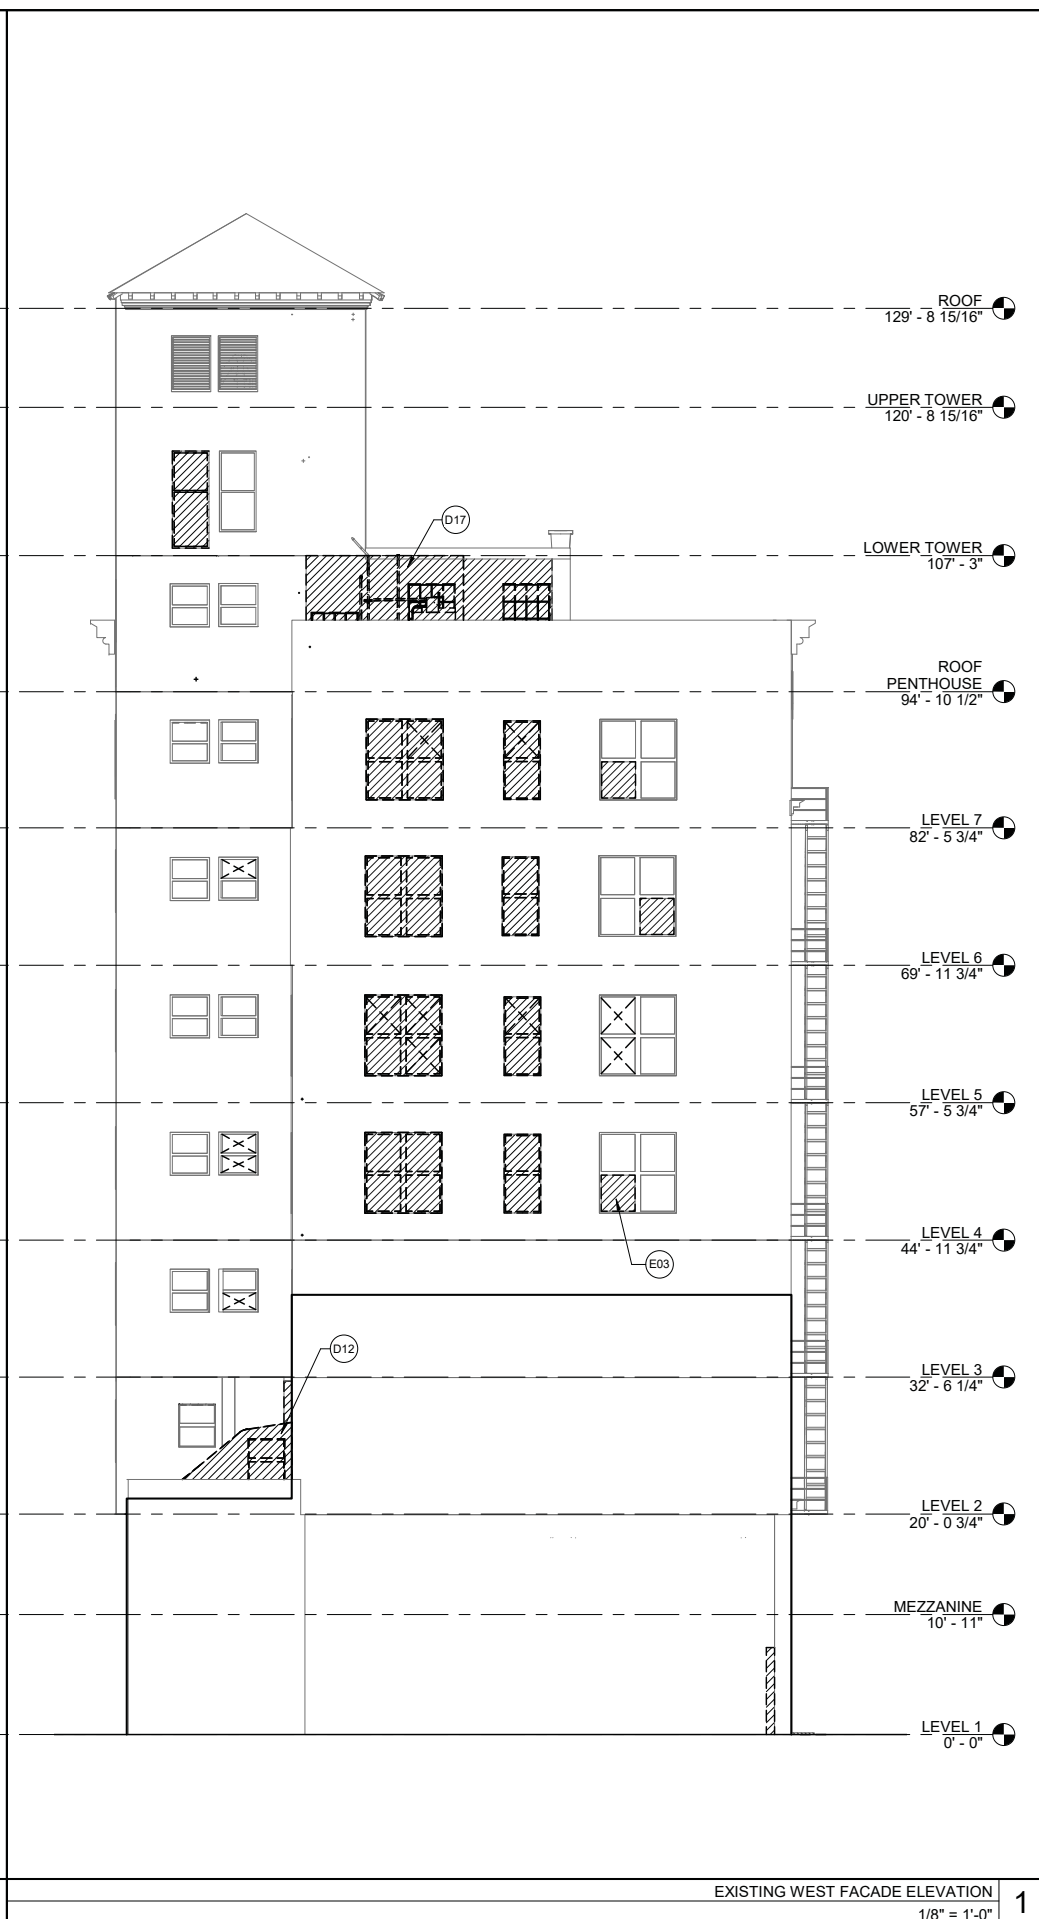 ROOF
129' - 8 15/16"
UPPER TOWER
120' - 8 15/16"
D17
LOWER TOWER
107' - 3"
ROOF
PENTHOUSE
94' - 10 1/2"
LEVEL 7
82' - 5 3/4"
LEVEL 6
69' - 11 3/4"
LEVEL 5
57' - 5 3/4"
LEVEL 4
44' - 11 3/4"
E03
D12
LEVEL 3
32' - 6 1/4"
LEVEL 2
20' - 0 3/4"
MEZZANINE
10' - 11"
LEVEL 1
0' - 0"
EXISTING WEST FACADE ELEVATION
1/8" = 1'-0"
1